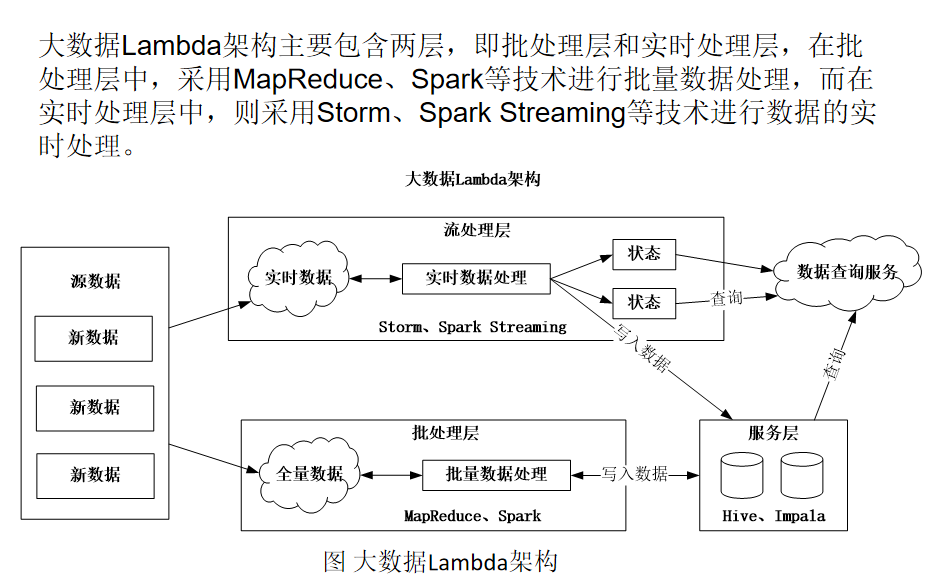 大数据Lambda架构主要包含两层，即批处理层和实时处理层，在批
处理层中，采用MapReduce、Spark等技术进行批量数据处理，而在
实时处理层中，则采用Storm、Spark Streaming等技术进行数据的实
时处理。
大数据Lambda架构
流处理层
源数据
新数据
新数据
新数据
实时数据
实时数据处理
状态
状态
Storm、Spark Streaming
查询
数据查询服务
写入数据
查询
批处理层
全量数据
批量数据处理
MapReduce、Spark
写入数据
服务层
Hive、Impala
图 大数据Lambda架构